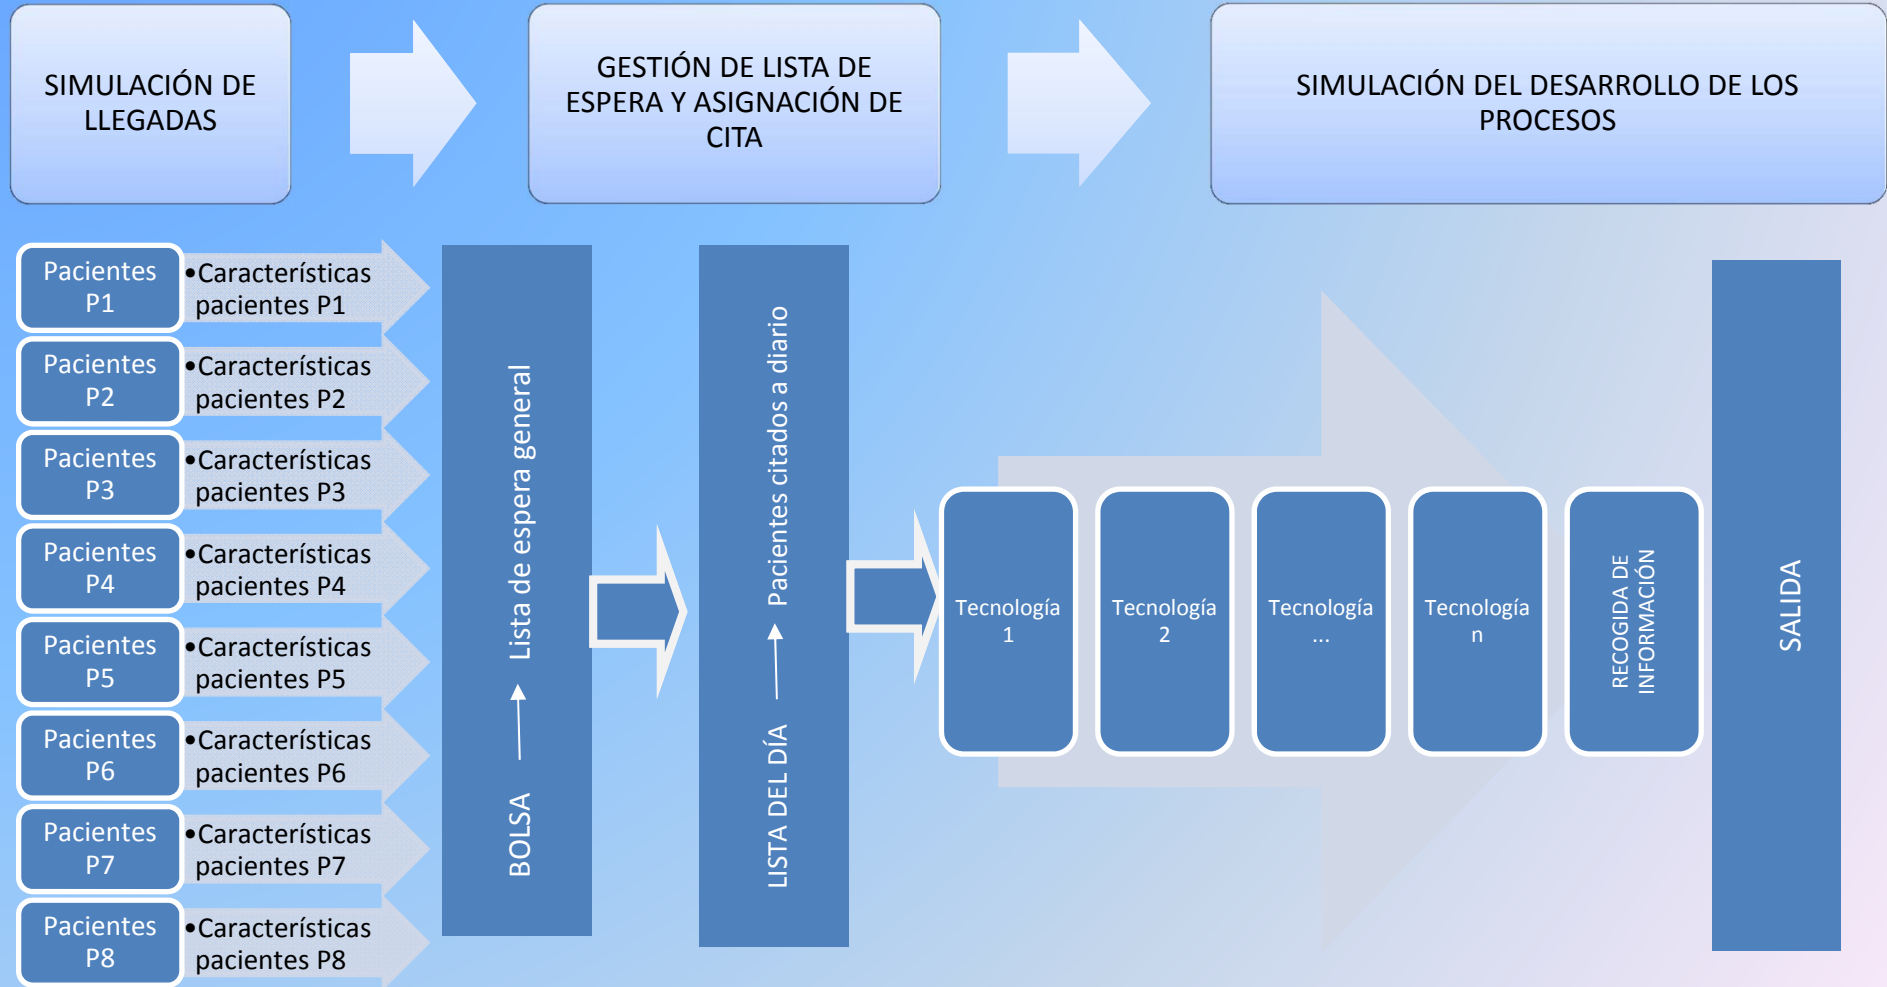 SIMULACIÓN DE
LLEGADAS
GESTIÓN DE LISTA DE
ESPERA Y ASIGNACIÓN DE
CITA
SIMULACIÓN DEL DESARROLLO DE LOS
PROCESOS
Pacientes
P1
•Características
pacientes P1
Pacientes
P2
•Características
pacientes P2
Pacientes
P3
•Características
pacientes P3
Pacientes
P4
•Características
pacientes P4
Pacientes
P5
•Características
pacientes P5
Pacientes
P6
•Características
pacientes P6
Pacientes
P7
•Características
pacientes P7
Pacientes
P8
•Características
pacientes P8
BOLSA → Lista de espera general
LISTA DEL DÍA → Pacientes citados a diario
Tecnología
1
Tecnología
2
Tecnología
...
Tecnología
n
RECOGIDA DE
INFORMACIÓN
SALIDA